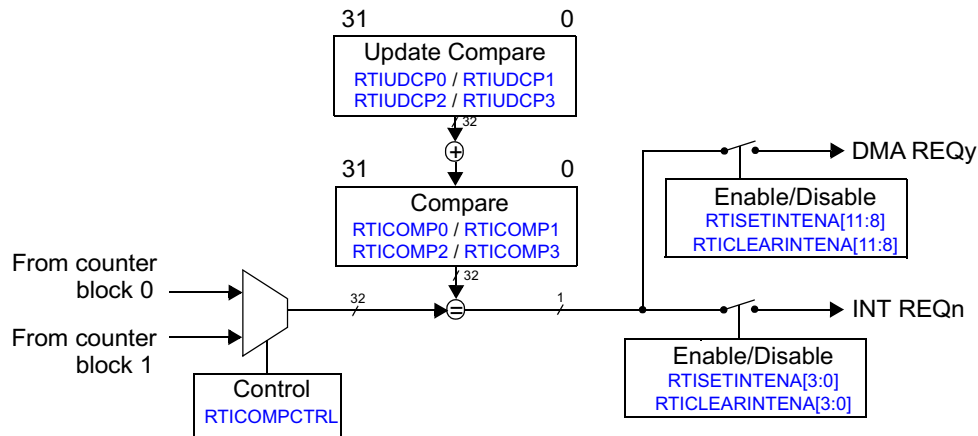 31 0
Update Compare
RTIUDCP0 / RTIUDCP1
RTIUDCP2 / RTIUDCP3
32
+
31 0
Compare
RTICOMP0 / RTICOMP1
RTICOMP2 / RTICOMP3
32
DMA REQy
Enable/Disable
RTISETINTENA[11:8]
RTICLEARINTENA[11:8]
From counter
block 0
From counter
block 1
32
=
1
INT REQn
Control
RTICOMPCTRL
Enable/Disable
RTISETINTENA[3:0]
RTICLEARINTENA[3:0]